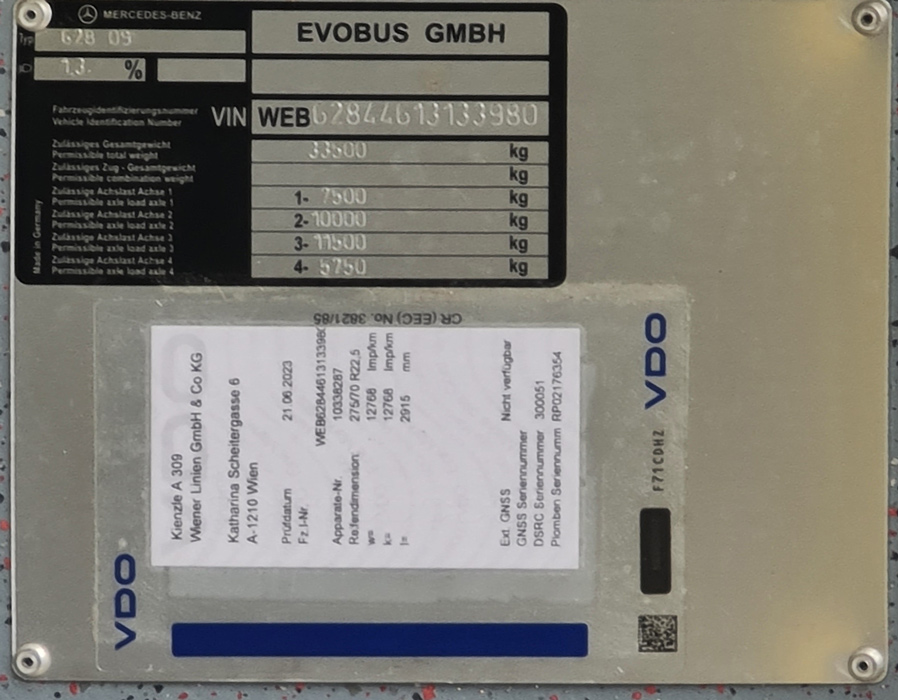 MERCEDES-BENZ
EVOBUS GMBH
Typ 628 09
13. %
Fahrzeugidentifizierungsnummer
Vehicle Identification Number
VIN WEB62844613133980
Zulässiges Gesamtgewicht
Permissible total weight
33500 kg
Zulässiges Zug - Gesamtgewicht
Permissible combination weight
kg
Zulässige Achslast Achse 1
Permissible axle load axle 1
1- 7500 kg
Zulässige Achslast Achse 2
Permissible axle load axle 2
2- 10000 kg
Zulässige Achslast Achse 3
Permissible axle load axle 3
3- 11500 kg
Zulässige Achslast Achse 4
Permissible axle load axle 4
4- 5750 kg
Made in Germany
CR (EEC) No. 3821/85
VDO
Kienzle A 309
Wiener Linien GmbH & Co KG
Katharina Scheitergasse 6
A-1210 Wien
Prüfdatum 21.06.2023
Fz.I-Nr. WEB62844613133980
Apparate-Nr. 10338287
Reifendimension: 275/70 R22,5
w= 12768 Imp/km
k= 12768 Imp/km
l= 2915 mm
Ext. GNSS Nicht verfügbar
GNSS Seriennummer
DSRC Seriennummer 300051
Plomben Seriennumm RP02176354
F71CDHZ
VDO